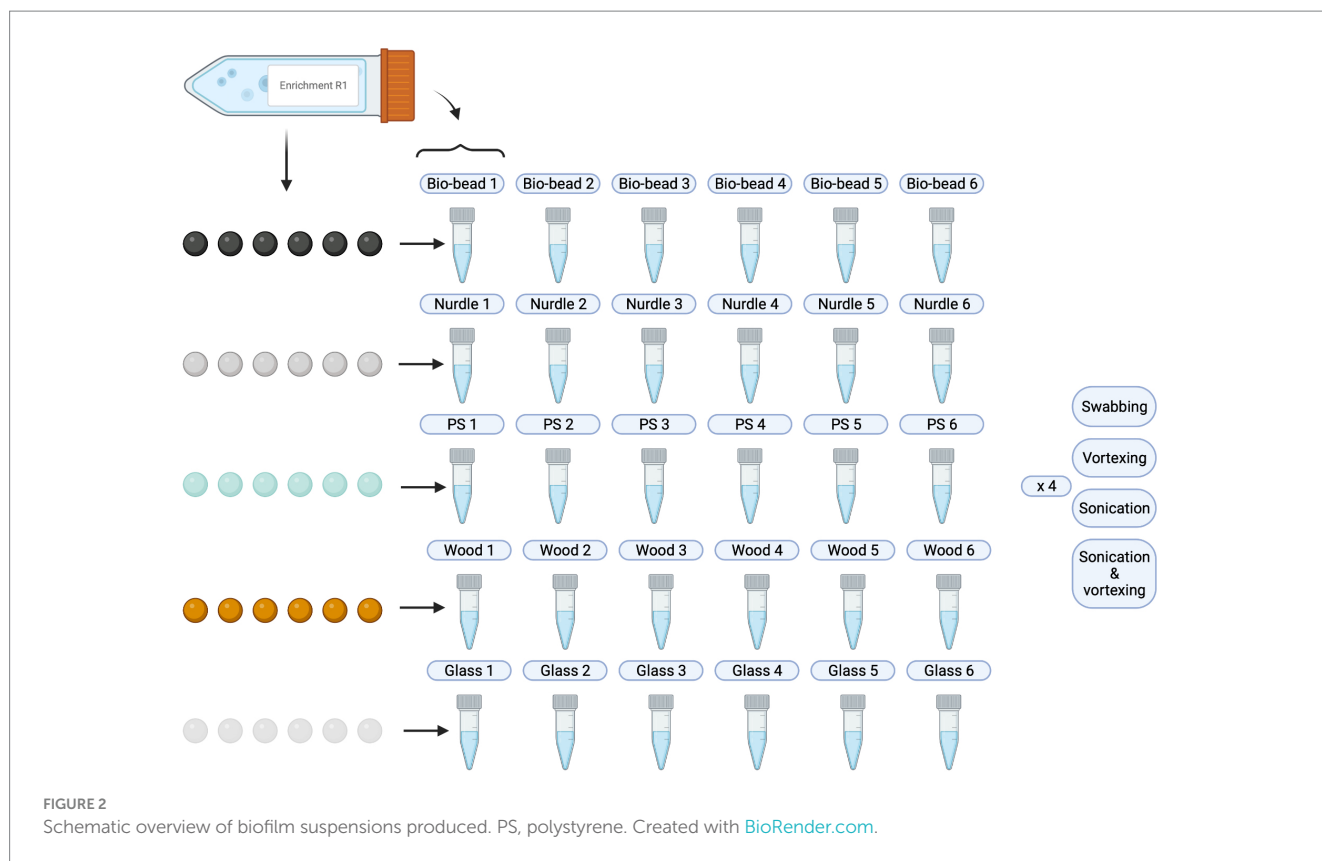 Enrichment R1
Bio-bead 1 Bio-bead 2 Bio-bead 3 Bio-bead 4 Bio-bead 5 Bio-bead 6
Nurdle 1 Nurdle 2 Nurdle 3 Nurdle 4 Nurdle 5 Nurdle 6
PS 1 PS 2 PS 3 PS 4 PS 5 PS 6
Wood 1 Wood 2 Wood 3 Wood 4 Wood 5 Wood 6
Glass 1 Glass 2 Glass 3 Glass 4 Glass 5 Glass 6
x 4
Swabbing
Vortexing
Sonication
Sonication
&
vortexing
FIGURE 2
Schematic overview of biofilm suspensions produced. PS, polystyrene. Created with BioRender.com.